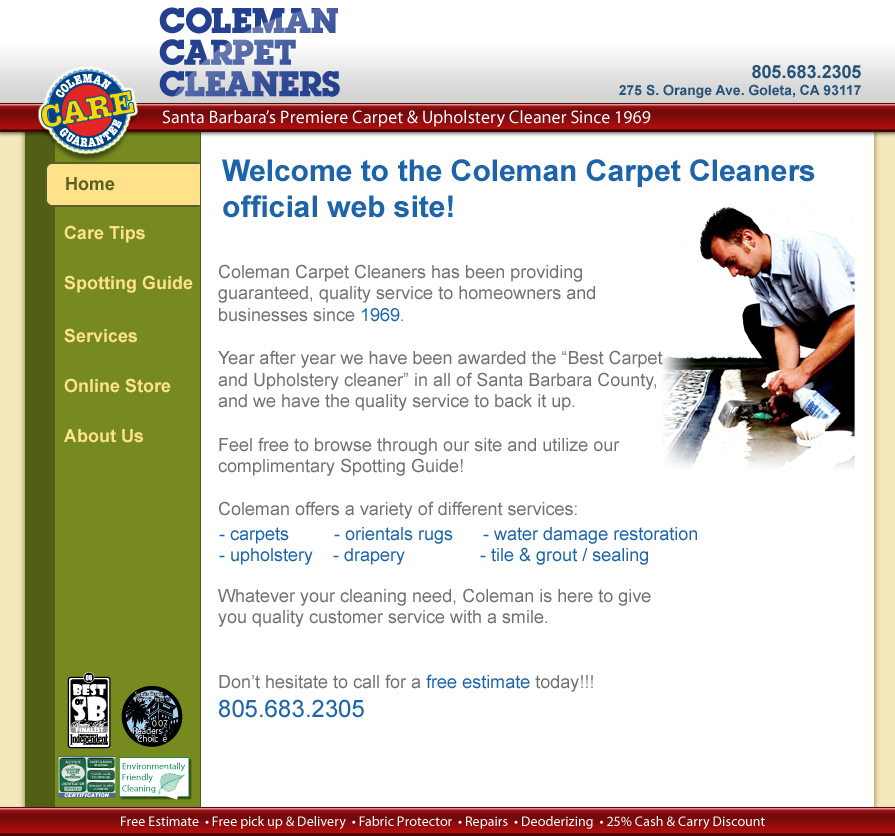 COLEMAN
CARPET
CLEANERS
805.683.2305
275 S. Orange Ave. Goleta, CA 93117
COLEMAN
CARE
GUARANTEE
Santa Barbara's Premiere Carpet & Upholstery Cleaner Since 1969
Home
Care Tips
Spotting Guide
Services
Online Store
About Us
Welcome to the Coleman Carpet Cleaners
official web site!
Coleman Carpet Cleaners has been providing
guaranteed, quality service to homeowners and
businesses since 1969.
Year after year we have been awarded the “Best Carpet
and Upholstery cleaner” in all of Santa Barbara County,
and we have the quality service to back it up.
Feel free to browse through our site and utilize our
complimentary Spotting Guide!
Coleman offers a variety of different services:
- carpets - orientals rugs - water damage restoration
- upholstery - drapery - tile & grout / sealing
Whatever your cleaning need, Coleman is here to give
you quality customer service with a smile.
Don’t hesitate to call for a free estimate today!!!
805.683.2305
BEST
OF
SB
FINALIST
Independent
Readers
Choice
CERTIFICATION
Environmentally
Friendly
Cleaning
Free Estimate • Free pick up & Delivery • Fabric Protector • Repairs • Deodorizing • 25% Cash & Carry Discount